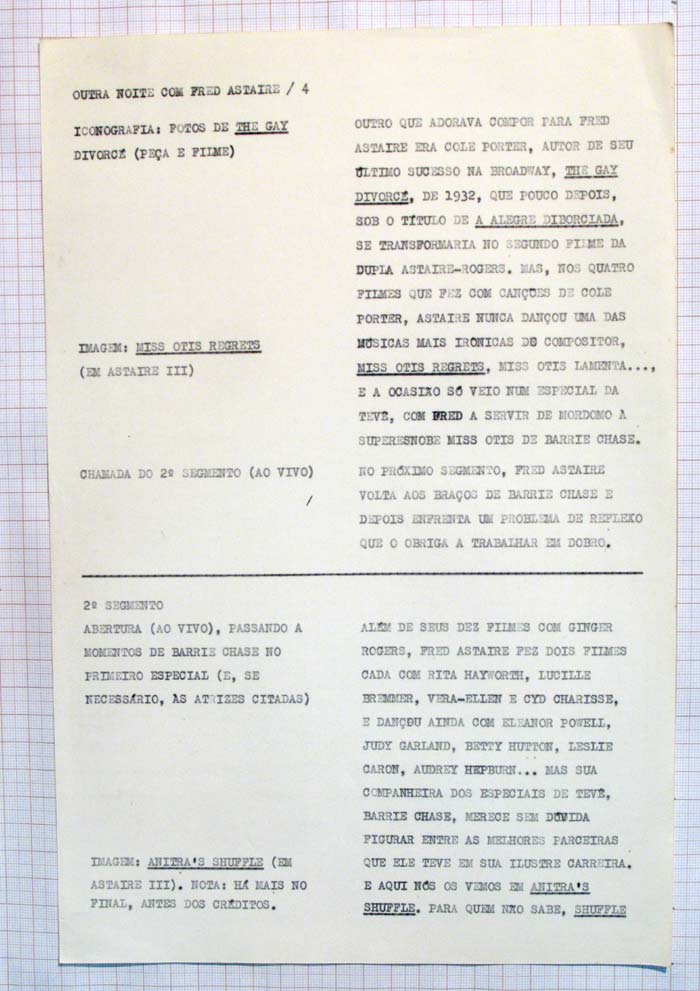 OUTRA NOITE COM FRED ASTAIRE / 4
ICONOGRAFIA: FOTOS DE THE GAY
DIVORCÉ (PEÇA E FILME)
OUTRO QUE ADORAVA COMPOR PARA FRED
ASTAIRE ERA COLE PORTER, AUTOR DE SEU
ÚLTIMO SUCESSO NA BROADWAY, THE GAY
DIVORCÉ, DE 1932, QUE POUCO DEPOIS,
SOB O TÍTULO DE A ALEGRE DIBORCIADA,
SE TRANSFORMARIA NO SEGUNDO FILME DA
DUPLA ASTAIRE-ROGERS. MAS, NOS QUATRO
FILMES QUE FEZ COM CANÇÕES DE COLE
PORTER, ASTAIRE NUNCA DANÇOU UMA DAS
MÚSICAS MAIS IRÔNICAS DO COMPOSITOR,
MISS OTIS REGRETS, MISS OTIS LAMENTA...,
E A OCASIXO SÓ VEIO NUM ESPECIAL DA
TEVÊ, COM FRED A SERVIR DE MORDOMO À
SUPERESNOBE MISS OTIS DE BARRIE CHASE.
IMAGEM: MISS OTIS REGRETS
(EM ASTAIRE III)
CHAMADA DO 2º SEGMENTO (AO VIVO)
NO PRÓXIMO SEGMENTO, FRED ASTAIRE
VOLTA AOS BRAÇOS DE BARRIE CHASE E
DEPOIS ENFRENTA UM PROBLEMA DE REFLEXO
QUE O OBRIGA A TRABALHAR EM DOBRO.
/
2º SEGMENTO
ABERTURA (AO VIVO), PASSANDO A
MOMENTOS DE BARRIE CHASE NO
PRIMEIRO ESPECIAL (E, SE
NECESSÁRIO, ÀS ATRIZES CITADAS)
ALÉM DE SEUS DEZ FILMES COM GINGER
ROGERS, FRED ASTAIRE FEZ DOIS FILMES
CADA COM RITA HAYWORTH, LUCILLE
BREMMER, VERA-ELLEN E CYD CHARISSE,
E DANÇOU AINDA COM ELEANOR POWELL,
JUDY GARLAND, BETTY HUTTON, LESLIE
CARON, AUDREY HEPBURN... MAS SUA
COMPANHEIRA DOS ESPECIAIS DE TEVÊ,
BARRIE CHASE, MERECE SEM DÚVIDA
FIGURAR ENTRE AS MELHORES PARCEIRAS
QUE ELE TEVE EM SUA ILUSTRE CARREIRA.
E AQUI NÓS OS VEMOS EM ANITRA'S
SHUFFLE. PARA QUEM NXO SABE, SHUFFLE
IMAGEM: ANITRA'S SHUFFLE (EM
ASTAIRE III). NOTA: HÁ MAIS NO
FINAL, ANTES DOS CRÉDITOS.